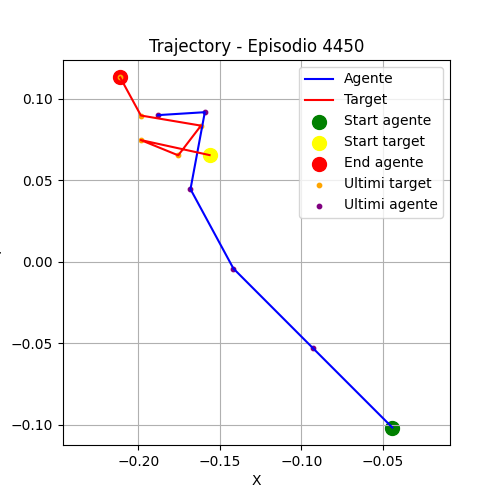 Trajectory - Episodio 4450
Agente
Target
Start agente
Start target
End agente
Ultimi target
Ultimi agente
0.10
0.05
0.00
−0.05
−0.10
−0.20
−0.15
−0.10
−0.05
X